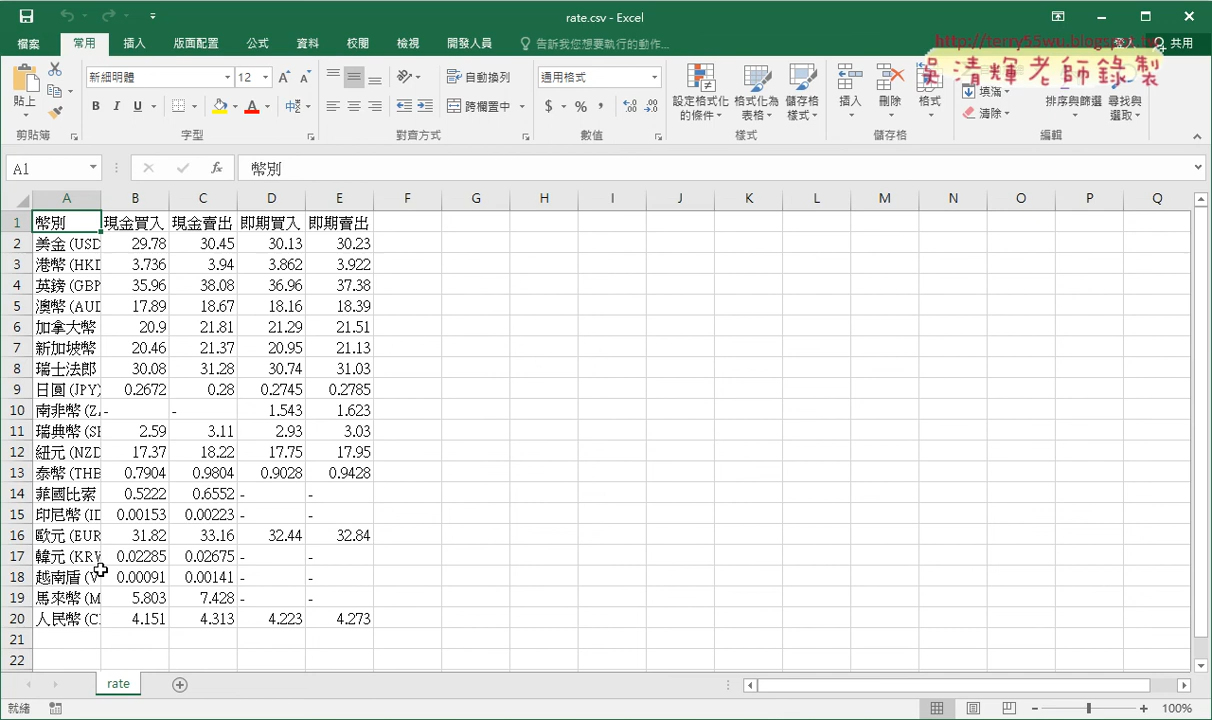 rate.csv - Excel
檔案 常用 插入 版面配置 公式 資料 校閱 檢視 開發人員 告訴我您想要執行的動作... 登入 共用
http://terry55wu.blogspot.tw
吳清輝老師錄製
貼上 新細明體 12 自動換列 通用格式 設定格式化的條件 格式化為表格 儲存格樣式 插入 刪除 格式 填滿 清除 排序與篩選 尋找與選取
B I U 跨欄置中 $ % ,
剪貼簿 字型 對齊方式 數值 樣式 儲存格 編輯
A1 fx 幣別
A B C D E F G H I J K L M N O P Q
1 幣別 現金買入 現金賣出 即期買入 即期賣出
2 美金 (USD 29.78 30.45 30.13 30.23
3 港幣 (HKD 3.736 3.94 3.862 3.922
4 英鎊 (GBP 35.96 38.08 36.96 37.38
5 澳幣 (AUD 17.89 18.67 18.16 18.39
6 加拿大幣 20.9 21.81 21.29 21.51
7 新加坡幣 20.46 21.37 20.95 21.13
8 瑞士法郎 30.08 31.28 30.74 31.03
9 日圓 (JPY) 0.2672 0.28 0.2745 0.2785
10 南非幣 (ZA - - 1.543 1.623
11 瑞典幣 (SE 2.59 3.11 2.93 3.03
12 紐元 (NZD 17.37 18.22 17.75 17.95
13 泰幣 (THB 0.7904 0.9804 0.9028 0.9428
14 菲國比索 0.5222 0.6552 - -
15 印尼幣 (ID 0.00153 0.00223 - -
16 歐元 (EUR 31.82 33.16 32.44 32.84
17 韓元 (KRW 0.02285 0.02675 - -
18 越南盾 (V 0.00091 0.00141 - -
19 馬來幣 (M 5.803 7.428 - -
20 人民幣 (C 4.151 4.313 4.223 4.273
21
22
rate
就緒 100%